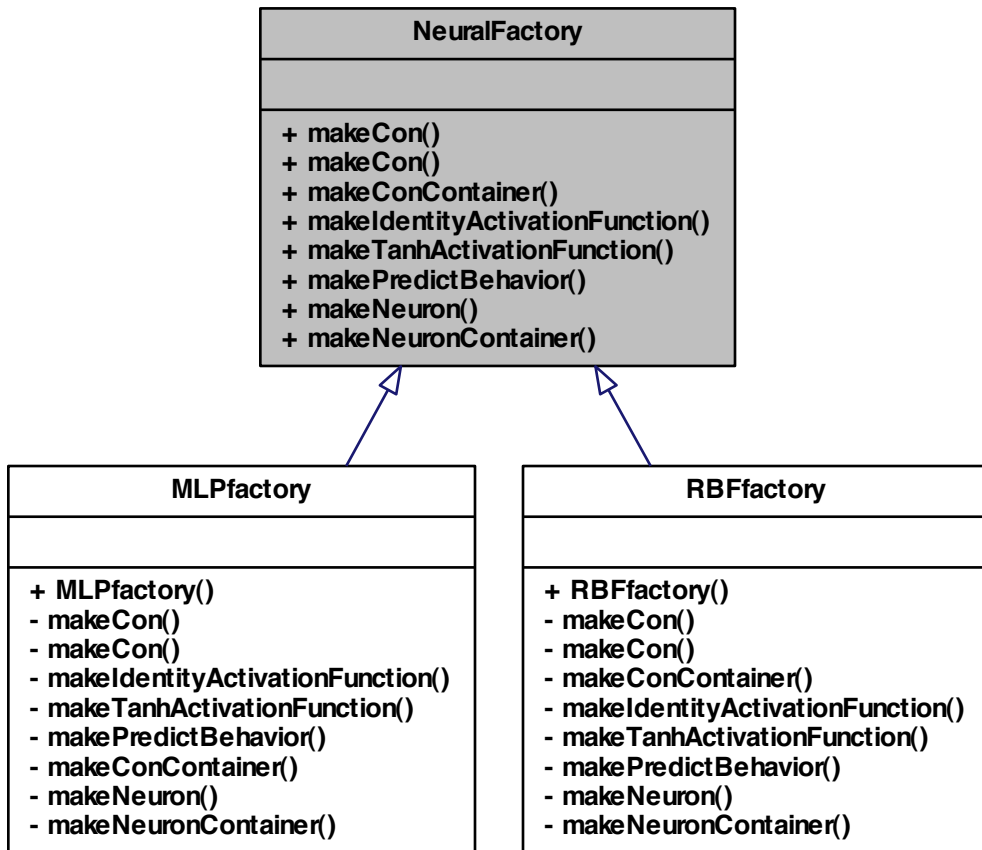 NeuralFactory
+ makeCon()
+ makeCon()
+ makeConContainer()
+ makeIdentityActivationFunction()
+ makeTanhActivationFunction()
+ makePredictBehavior()
+ makeNeuron()
+ makeNeuronContainer()
MLPfactory
+ MLPfactory()
- makeCon()
- makeCon()
- makeIdentityActivationFunction()
- makeTanhActivationFunction()
- makePredictBehavior()
- makeConContainer()
- makeNeuron()
- makeNeuronContainer()
RBFfactory
+ RBFfactory()
- makeCon()
- makeCon()
- makeConContainer()
- makeIdentityActivationFunction()
- makeTanhActivationFunction()
- makePredictBehavior()
- makeNeuron()
- makeNeuronContainer()